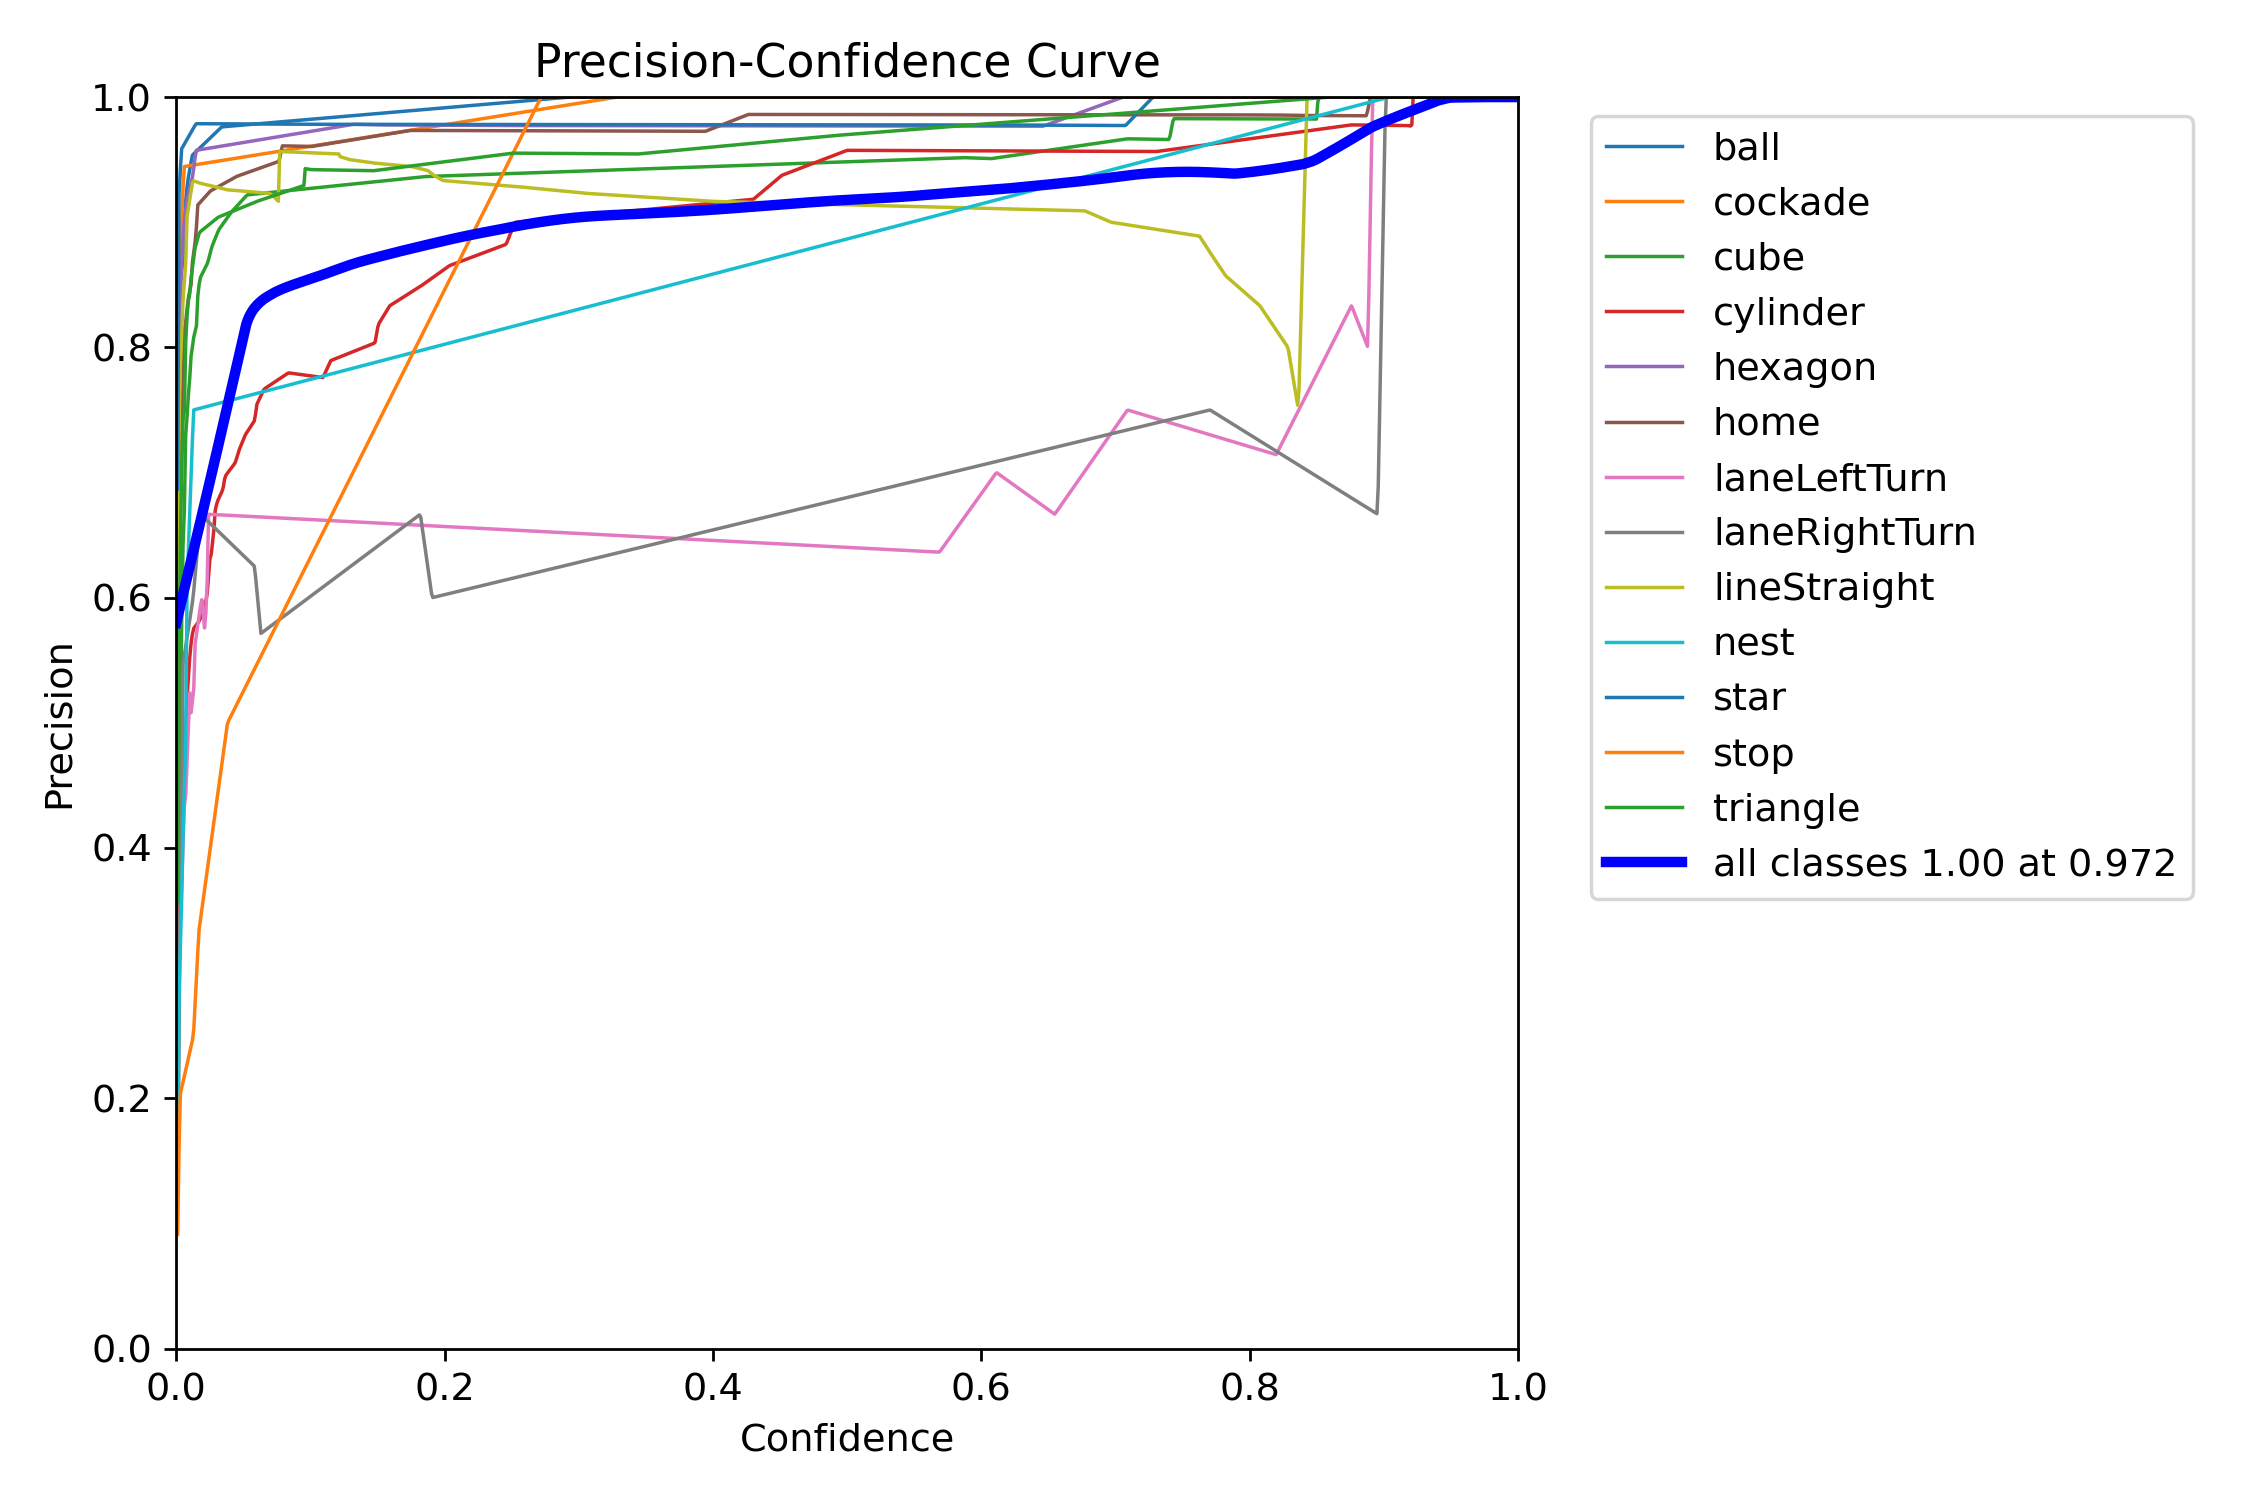 Precision-Confidence Curve
1.0
0.8
0.6
0.4
0.2
0.0
Precision
0.0 0.2 0.4 0.6 0.8 1.0
Confidence
ball
cockade
cube
cylinder
hexagon
home
laneLeftTurn
laneRightTurn
lineStraight
nest
star
stop
triangle
all classes 1.00 at 0.972